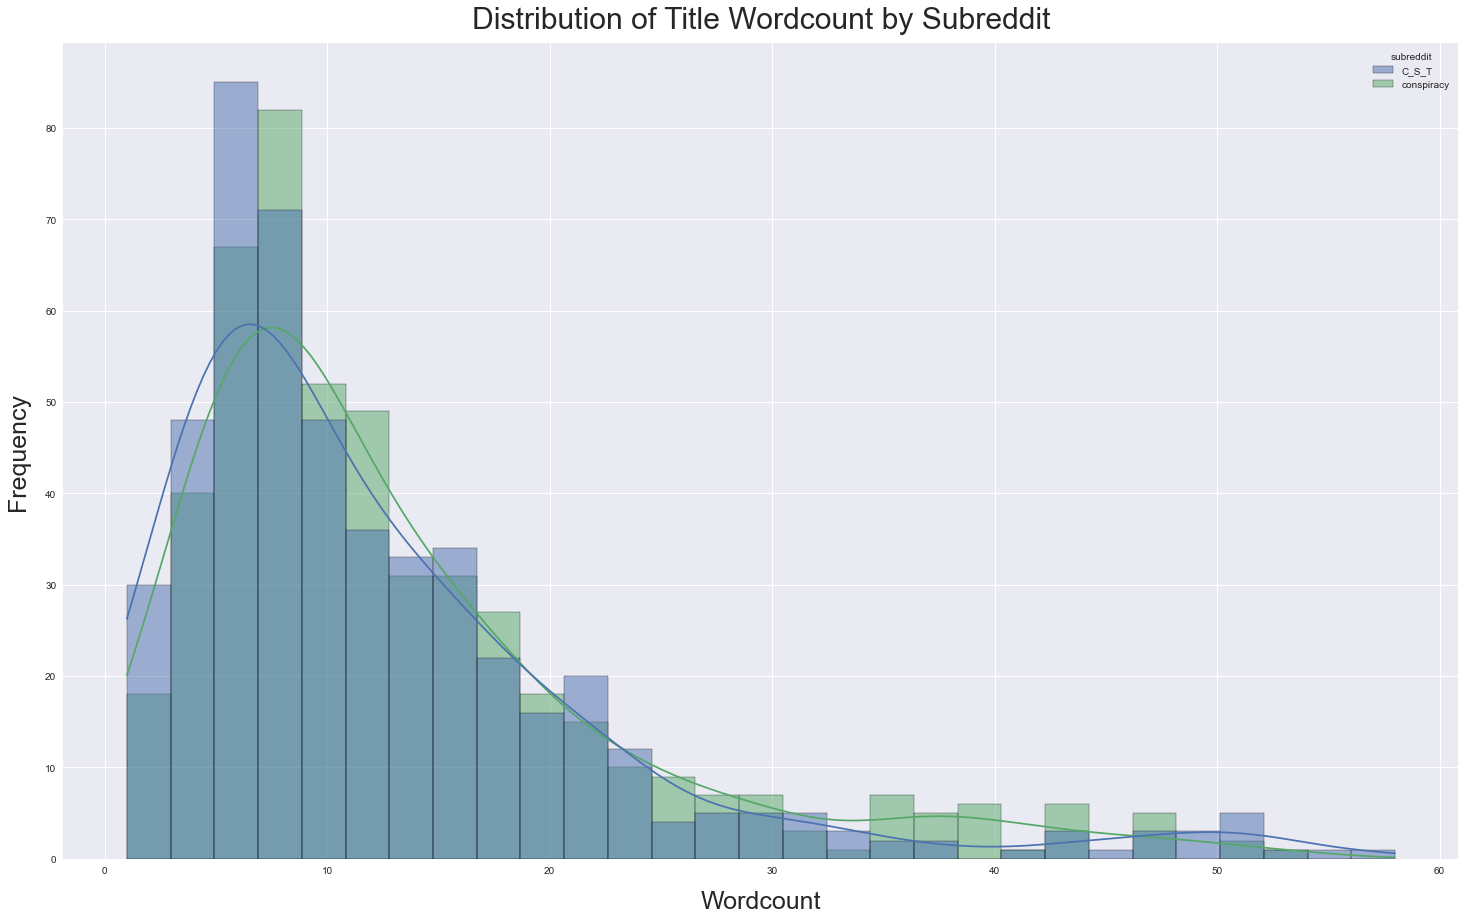 Distribution of Title Wordcount by Subreddit
subreddit
C_S_T
conspiracy
Frequency
80
70
60
50
40
30
20
10
0
0 10 20 30 40 50 60
Wordcount